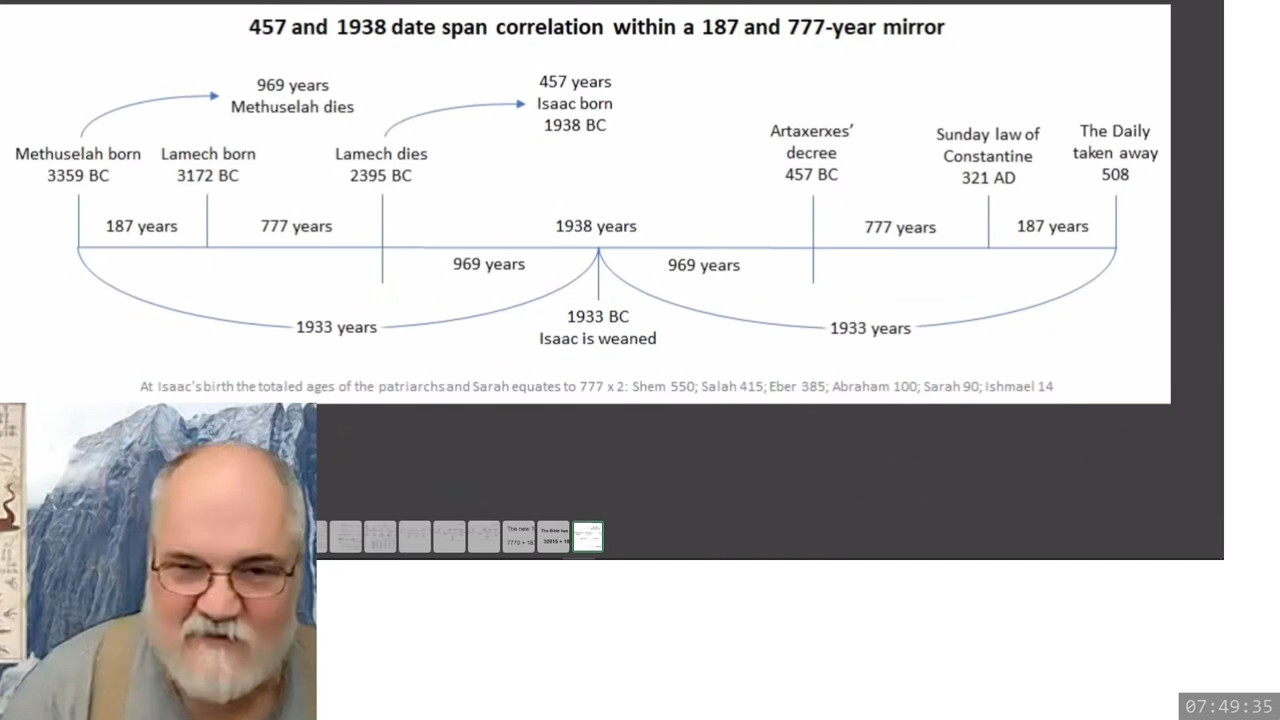 457 and 1938 date span correlation within a 187 and 777-year mirror
969 years
Methuselah dies
457 years
Isaac born
1938 BC
Methuselah born
3359 BC
Lamech born
3172 BC
Lamech dies
2395 BC
Artaxerxes’
decree
457 BC
Sunday law of
Constantine
321 AD
The Daily
taken away
508
187 years
777 years
1938 years
777 years
187 years
969 years
969 years
1933 years
1933 BC
Isaac is weaned
1933 years
At Isaac's birth the totaled ages of the patriarchs and Sarah equates to 777 x 2: Shem 550; Salah 415; Eber 385; Abraham 100; Sarah 90; Ishmael 14
The new
The Bible has
07:49:35